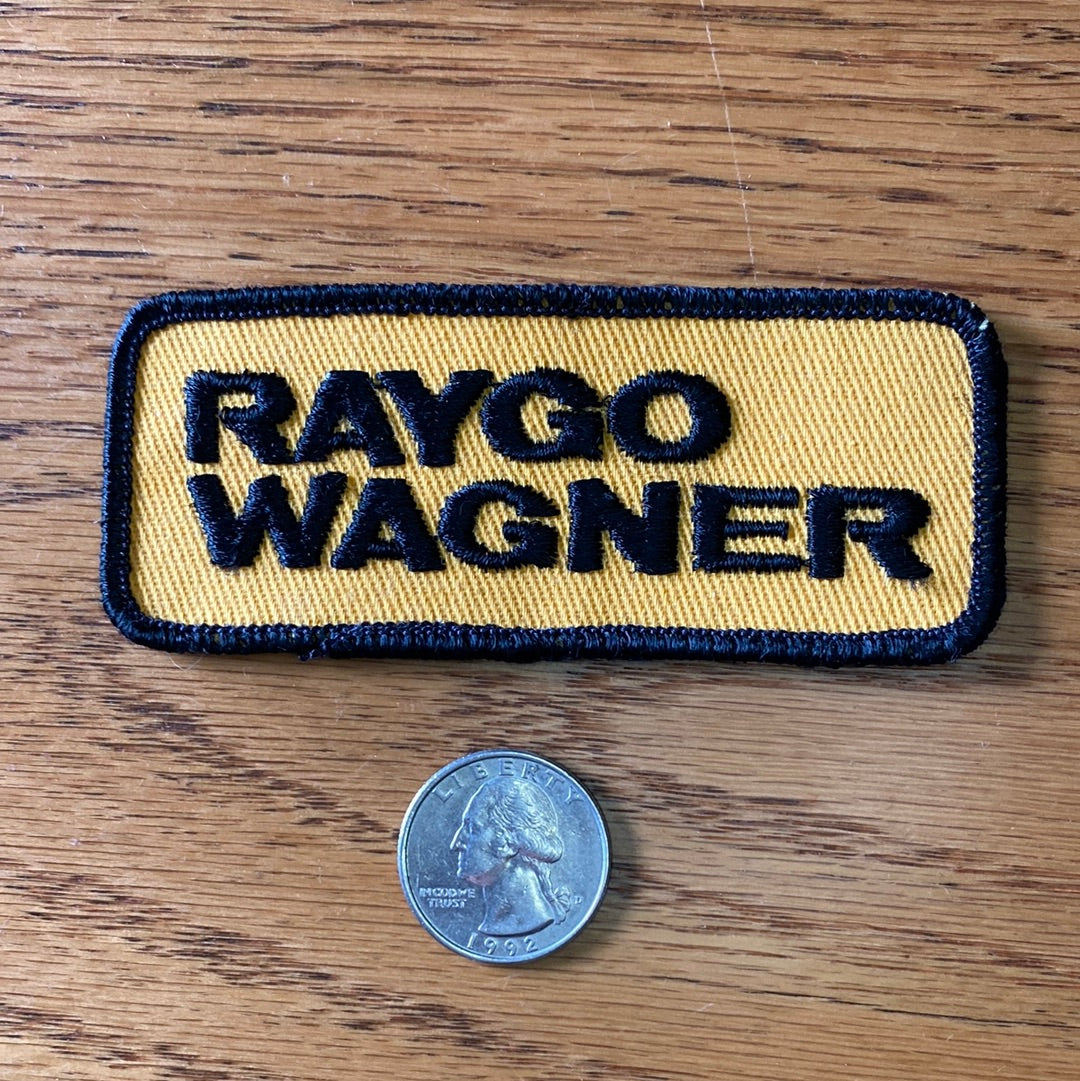 RAYGO
WAGNER
LIBERTY
IN GOD WE
TRUST
D
1992